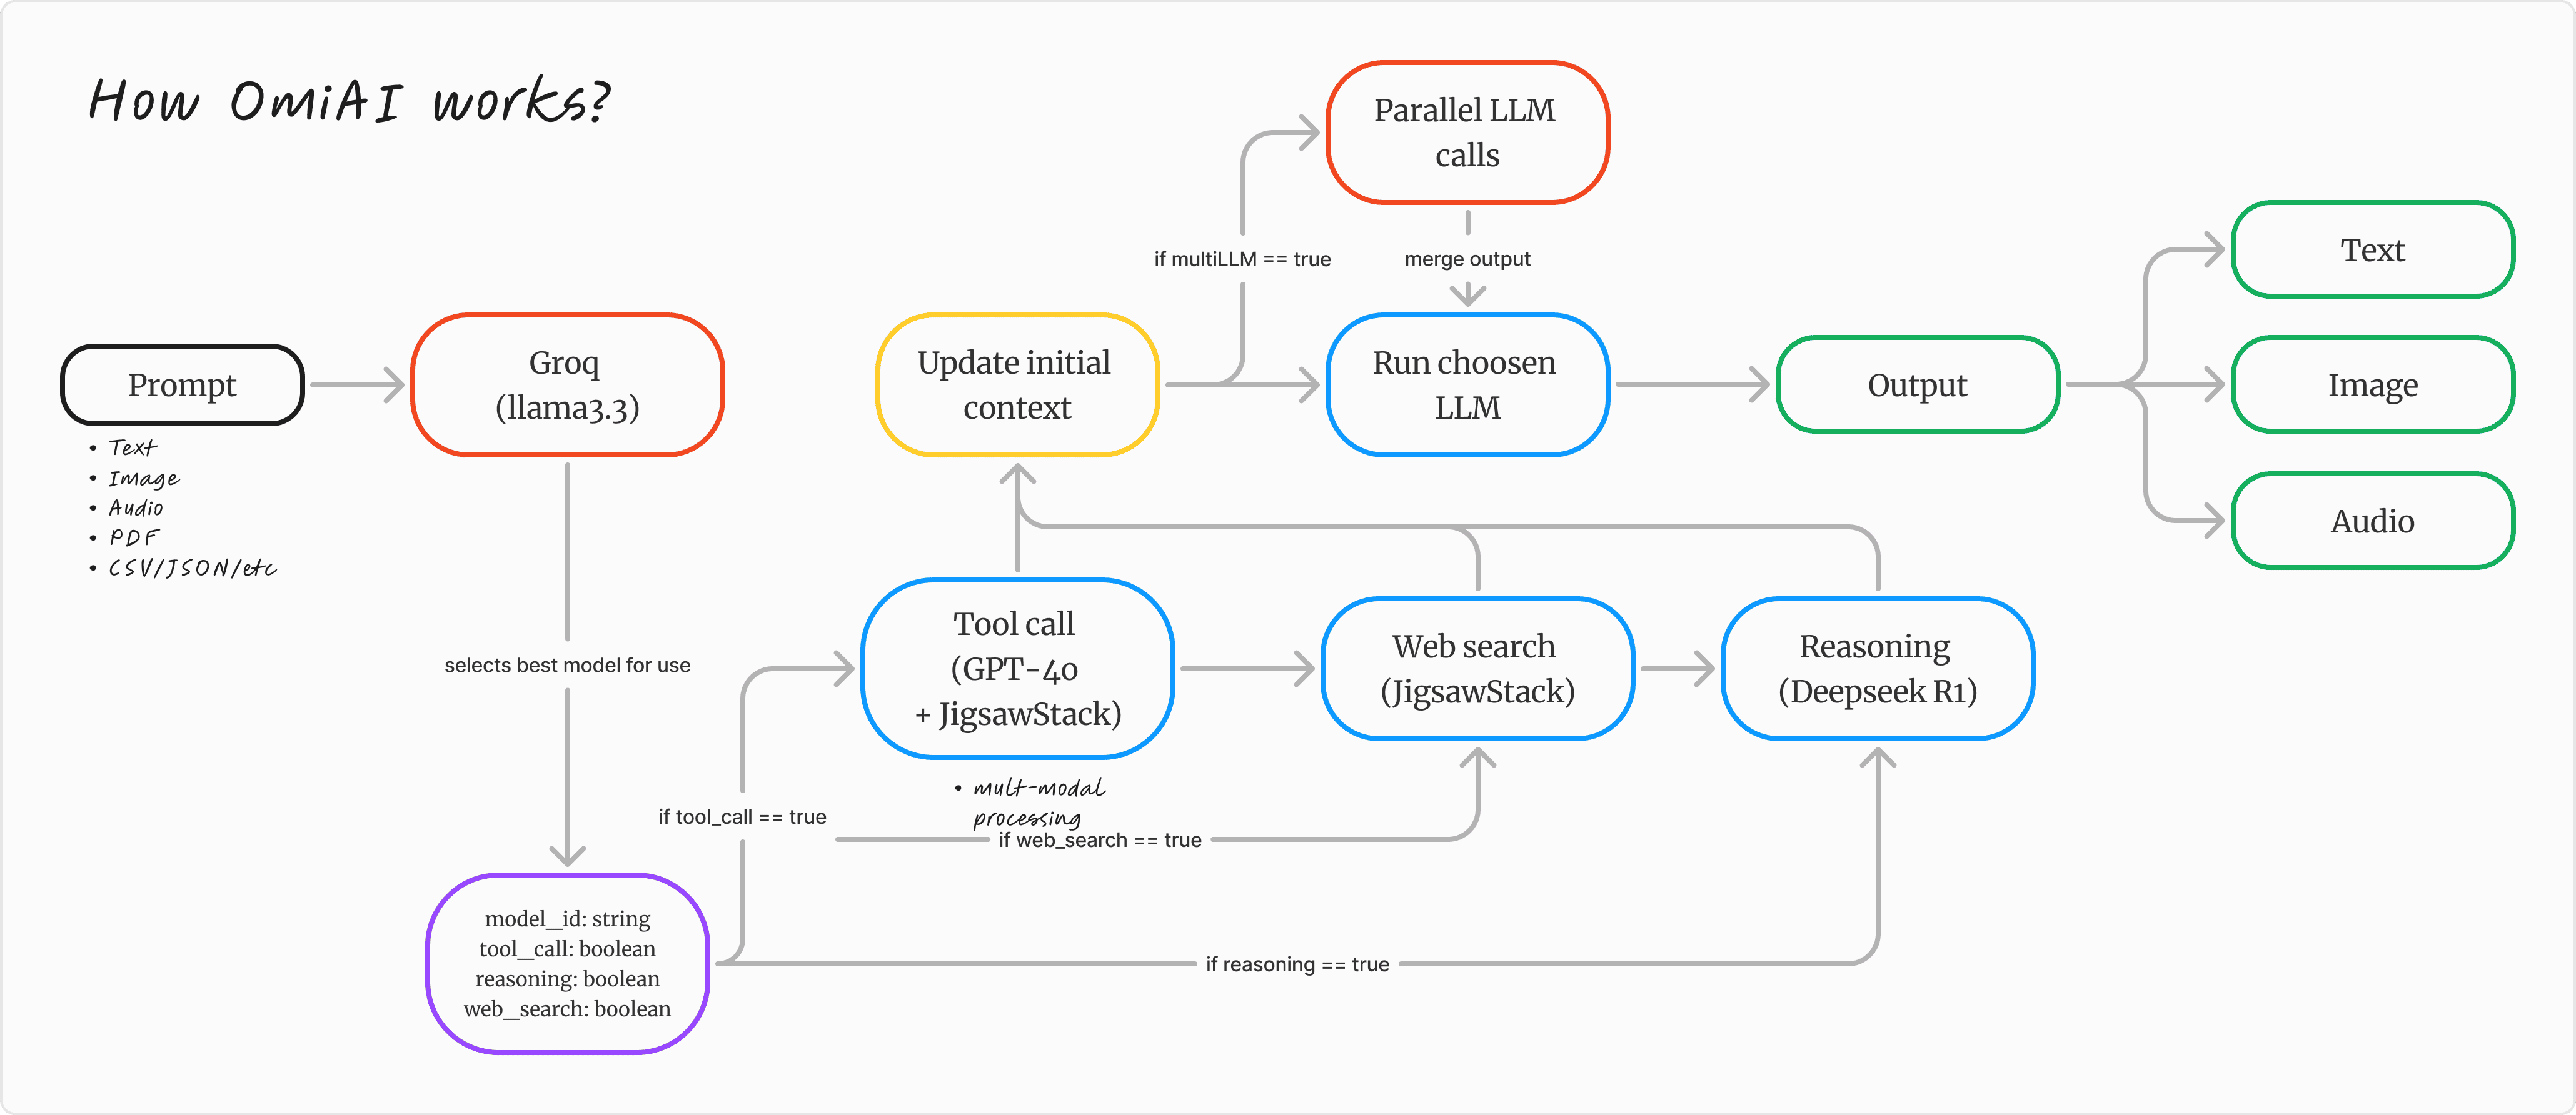 How OmiAI works?
Parallel LLM
calls
if multiLLM == true
merge output
Prompt
• Text
• Image
• Audio
• PDF
• CSV/JSON/etc
Groq
(llama3.3)
Update initial
context
Run choosen
LLM
Output
Text
Image
Audio
selects best model for use
Tool call
(GPT-4o
+ JigsawStack)
• mult-modal
processing
Web search
(JigsawStack)
Reasoning
(Deepseek R1)
if tool_call == true
if web_search == true
model_id: string
tool_call: boolean
reasoning: boolean
web_search: boolean
if reasoning == true